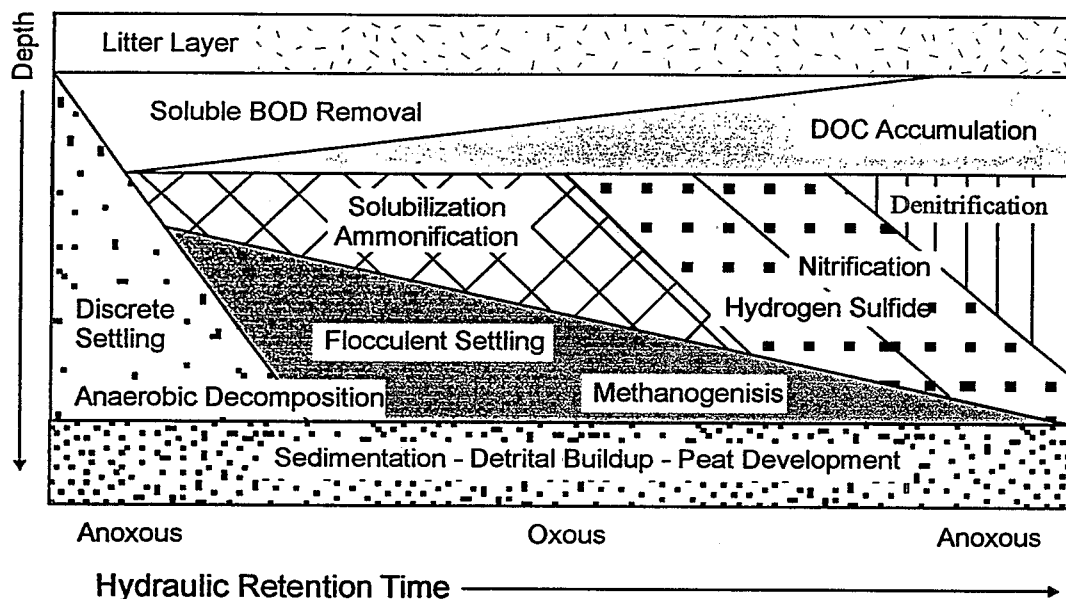 Depth
Litter Layer
Soluble BOD Removal
DOC Accumulation
Solubilization
Ammonification
Denitrification
Nitrification
Hydrogen Sulfide
Discrete
Settling
Flocculent Settling
Methanogenisis
Anaerobic Decomposition
Sedimentation - Detrital Buildup - Peat Development
Anoxous
Oxous
Anoxous
Hydraulic Retention Time